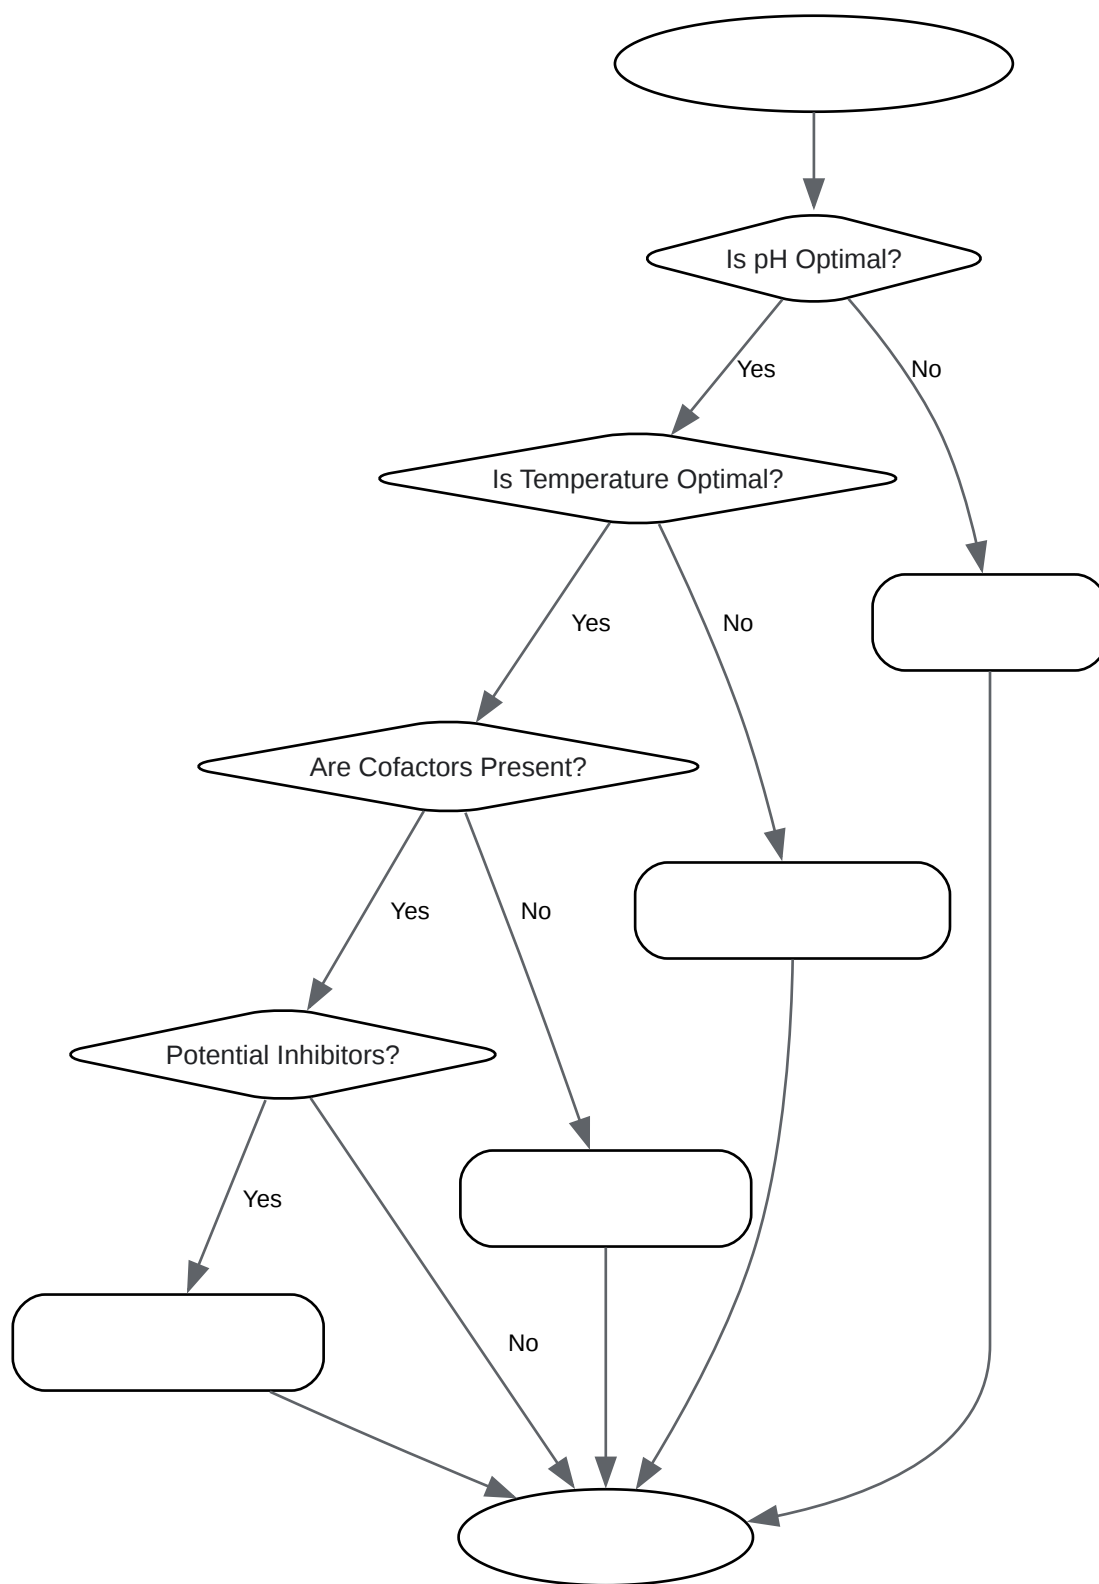 Is pH Optimal?
Yes
No
Is Temperature Optimal?
Yes
No
Are Cofactors Present?
Yes
No
Potential Inhibitors?
Yes
No